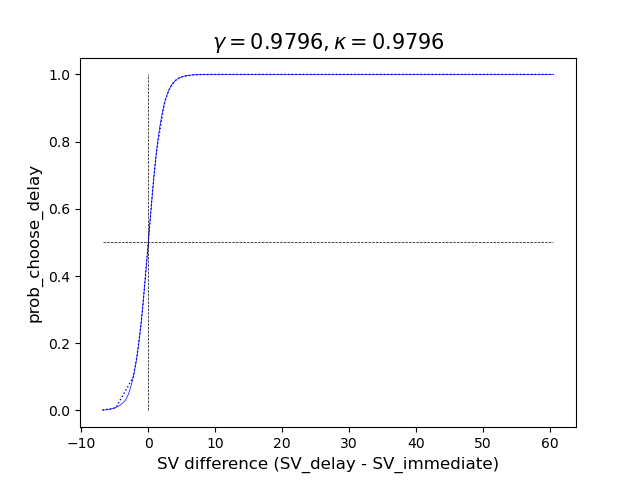 γ = 0.9796, κ = 0.9796
1.0
0.8
0.6
0.4
0.2
0.0
prob_choose_delay
−10 0 10 20 30 40 50 60
SV difference (SV_delay - SV_immediate)